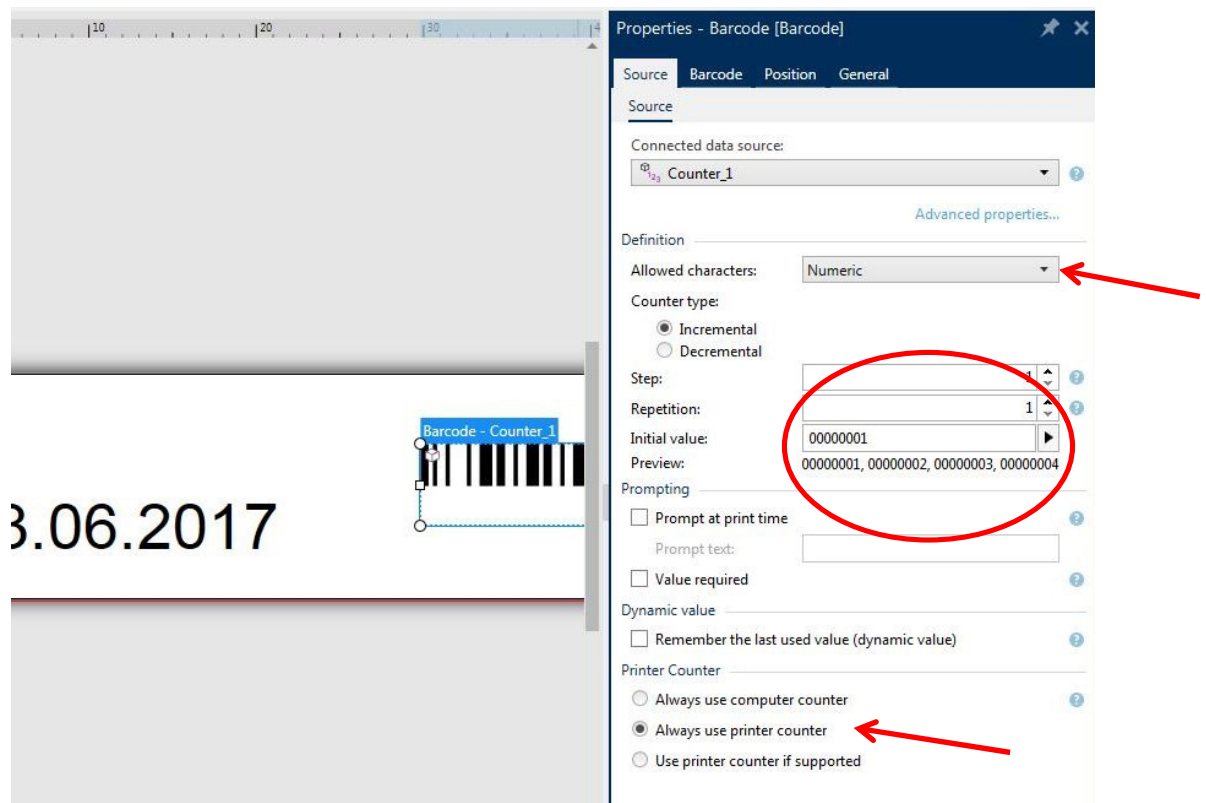 10 20 30 4
Barcode - Counter_1
3.06.2017
Properties - Barcode [Barcode]
Source Barcode Position General
Source
Connected data source:
123 Counter_1
Advanced properties...
Definition
Allowed characters: Numeric
Counter type:
Incremental
Decremental
Step: 1
Repetition: 1
Initial value: 00000001
Preview: 00000001, 00000002, 00000003, 00000004
Prompting
Prompt at print time
Prompt text:
Value required
Dynamic value
Remember the last used value (dynamic value)
Printer Counter
Always use computer counter
Always use printer counter
Use printer counter if supported